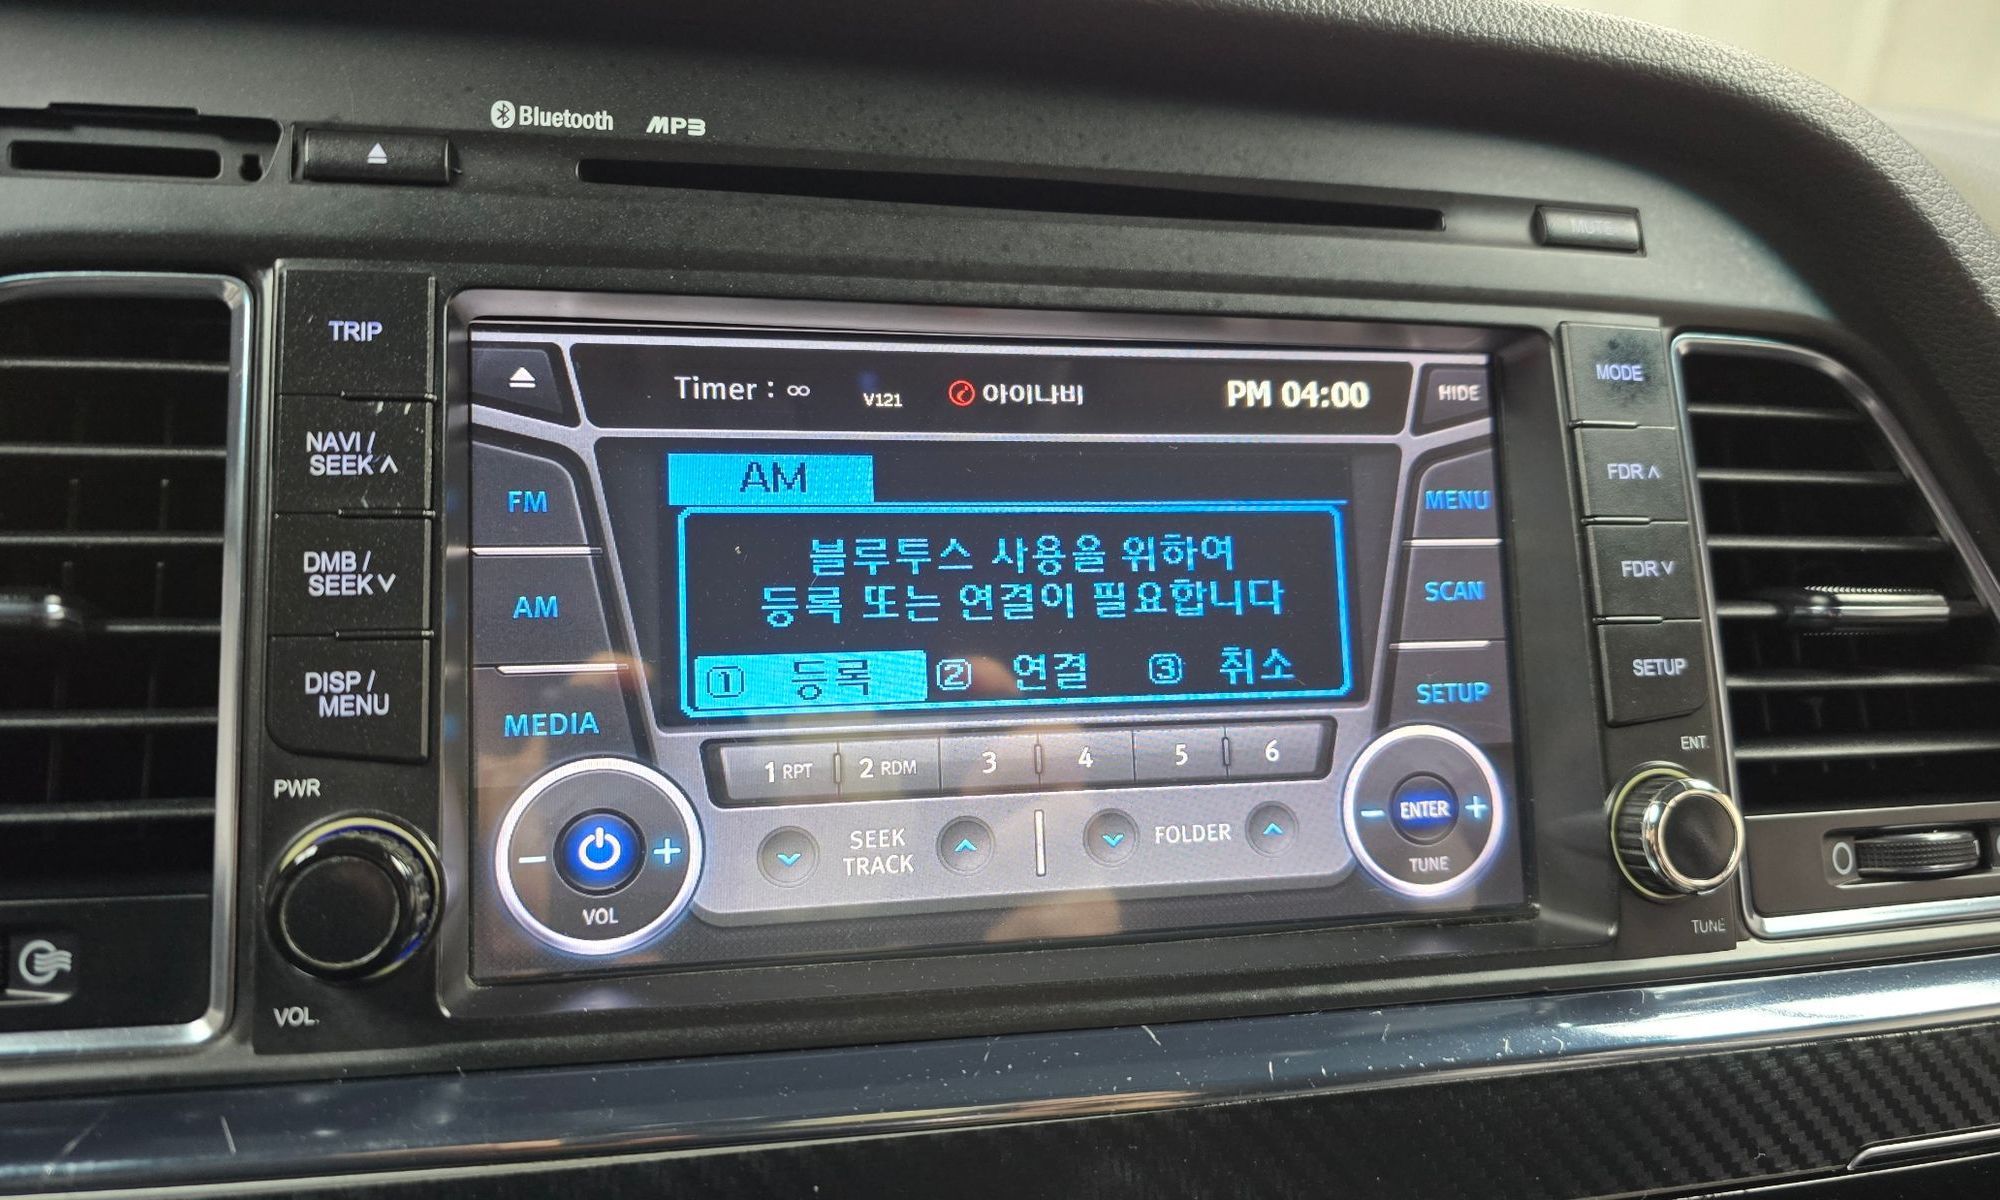 Bluetooth MP3
MUTE
TRIP
NAVI /
SEEK ∧
DMB /
SEEK ∨
DISP /
MENU
PWR
VOL.
Timer : ∞ V121 아이나비 PM 04:00 HIDE
FM
AM
MEDIA
AM
블루투스 사용을 위하여
등록 또는 연결이 필요합니다
① 등록 ② 연결 ③ 취소
MENU
SCAN
SETUP
1 RPT 2 RDM 3 4 5 6
- + VOL
SEEK
TRACK
FOLDER
- ENTER +
TUNE
MODE
FDR ∧
FDR ∨
SETUP
ENT.
TUNE